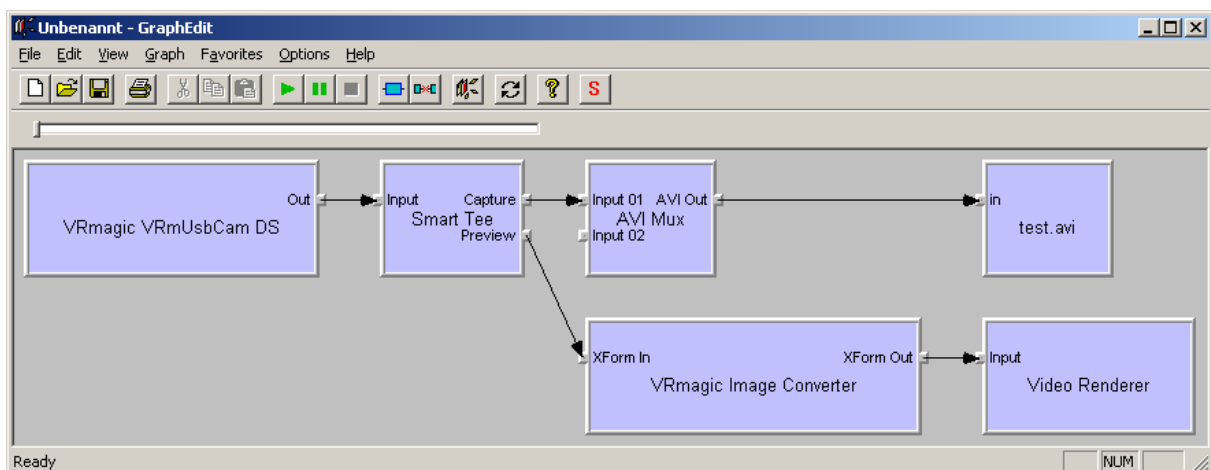 Unbenannt - GraphEdit
File Edit View Graph Favorites Options Help
S
Out
VRmagic VRmUsbCam DS
Input Capture
Smart Tee
Preview
Input 01 AVI Out
AVI Mux
Input 02
in
test.avi
XForm In XForm Out
VRmagic Image Converter
Input
Video Renderer
Ready NUM